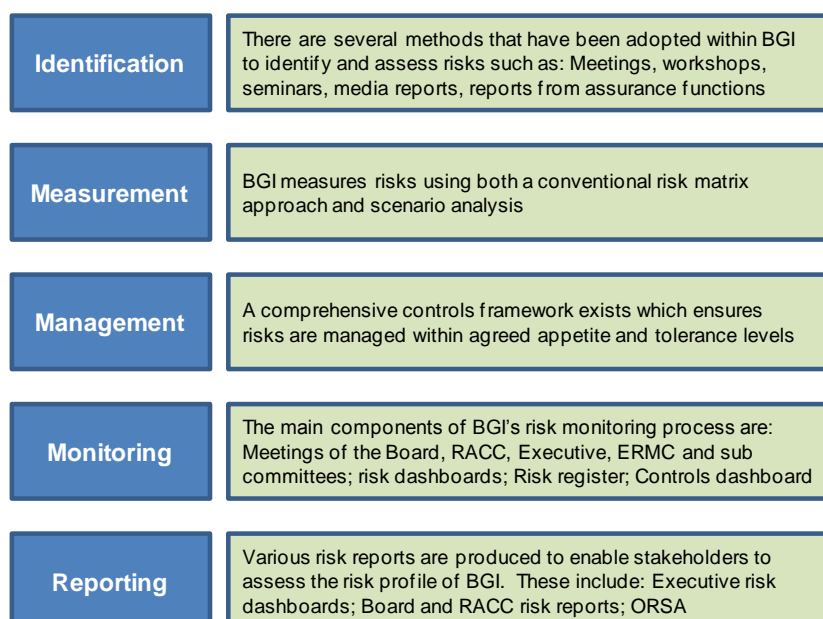 Identification
There are several methods that have been adopted within BGI
to identify and assess risks such as: Meetings, workshops,
seminars, media reports, reports from assurance functions
Measurement
BGI measures risks using both a conventional risk matrix
approach and scenario analysis
Management
A comprehensive controls framework exists which ensures
risks are managed within agreed appetite and tolerance levels
Monitoring
The main components of BGI's risk monitoring process are:
Meetings of the Board, RACC, Executive, ERMC and sub
committees; risk dashboards; Risk register; Controls dashboard
Reporting
Various risk reports are produced to enable stakeholders to
assess the risk profile of BGI.  These include: Executive risk
dashboards; Board and RACC risk reports; ORSA